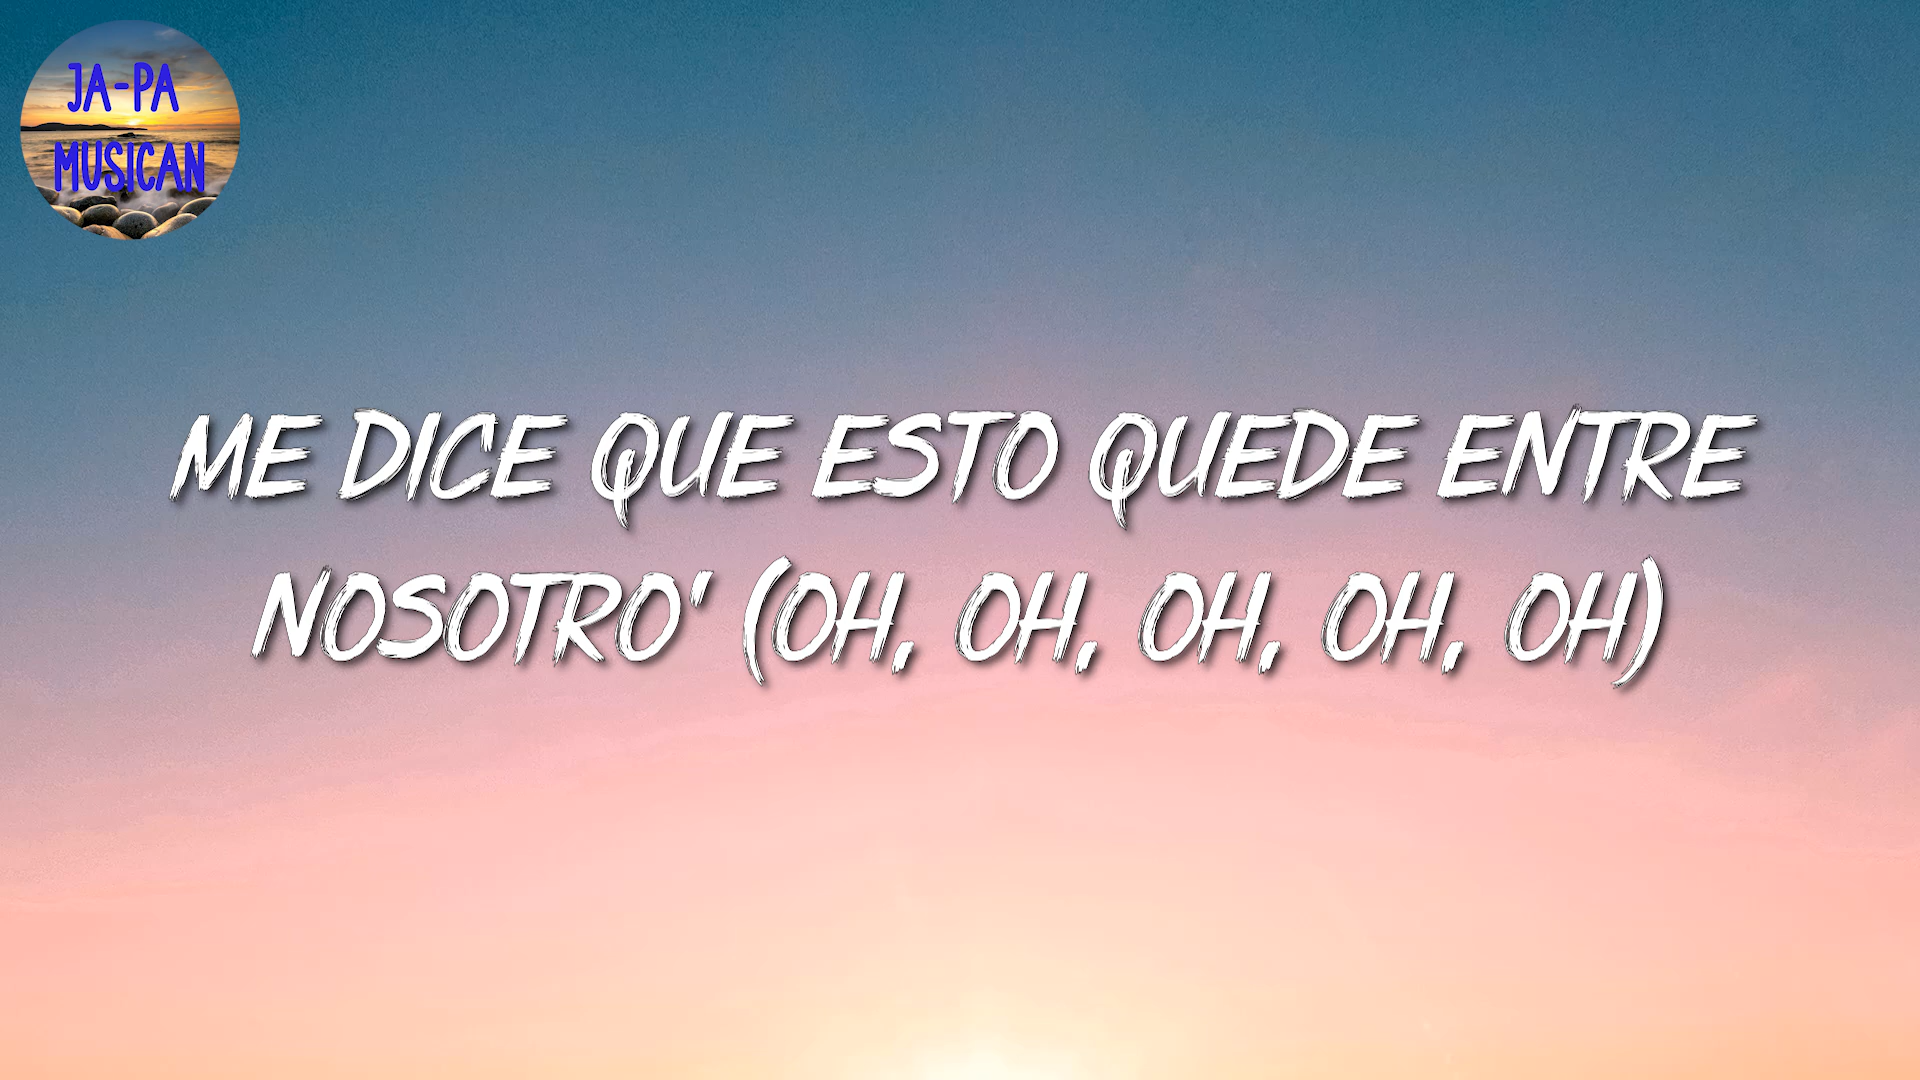 JA-PA
MUSICAN
ME DICE QUE ESTO QUEDE ENTRE
NOSOTRO' (OH, OH, OH, OH, OH)